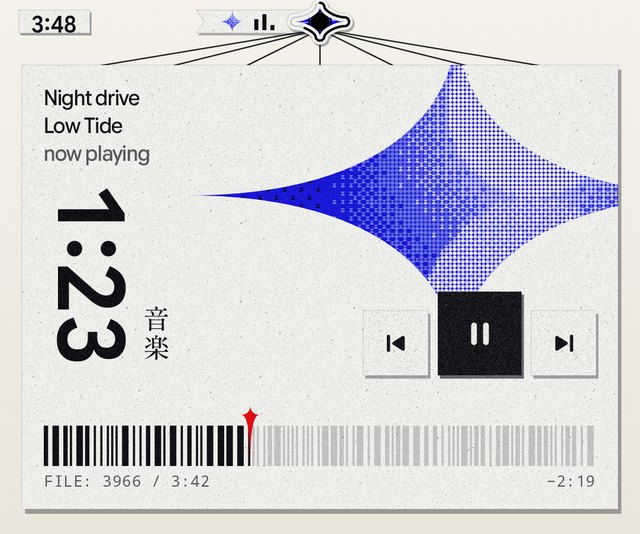 3:48
Night drive
Low Tide
now playing
1:23
音楽
FILE: 3966 / 3:42
−2:19